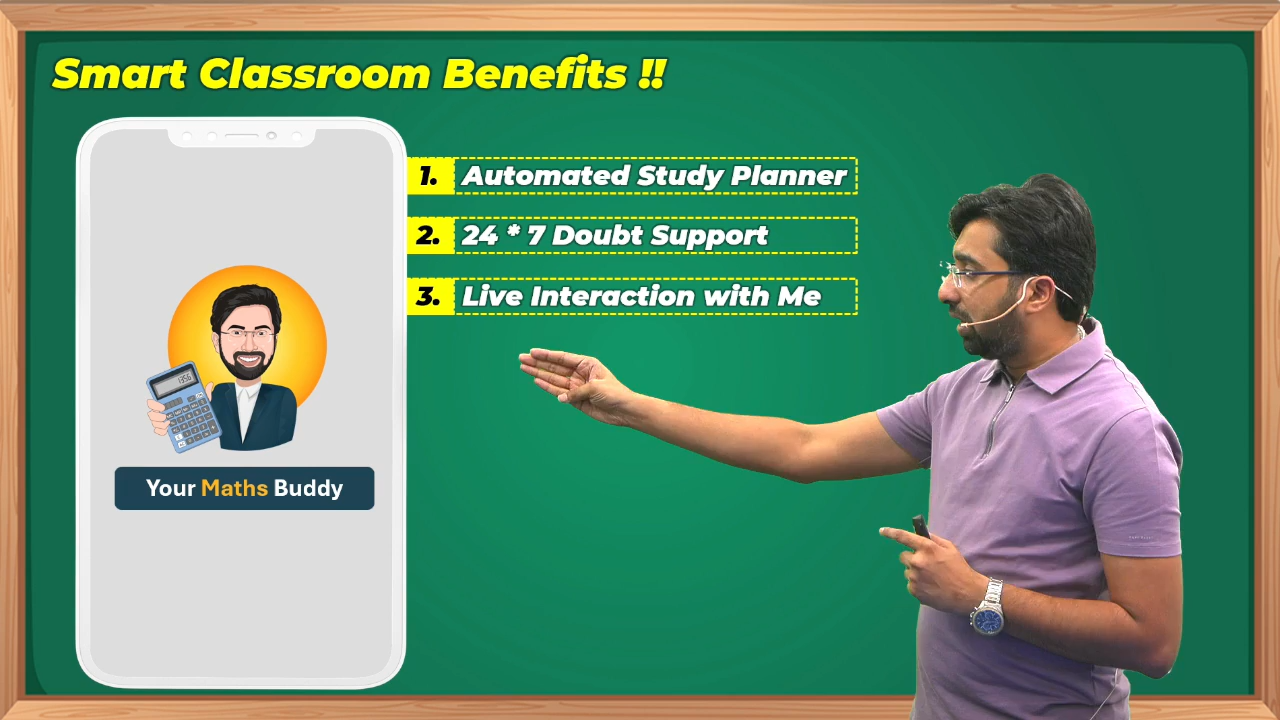 Smart Classroom Benefits !!
1. Automated Study Planner
2. 24 * 7 Doubt Support
3. Live Interaction with Me
Your Maths Buddy